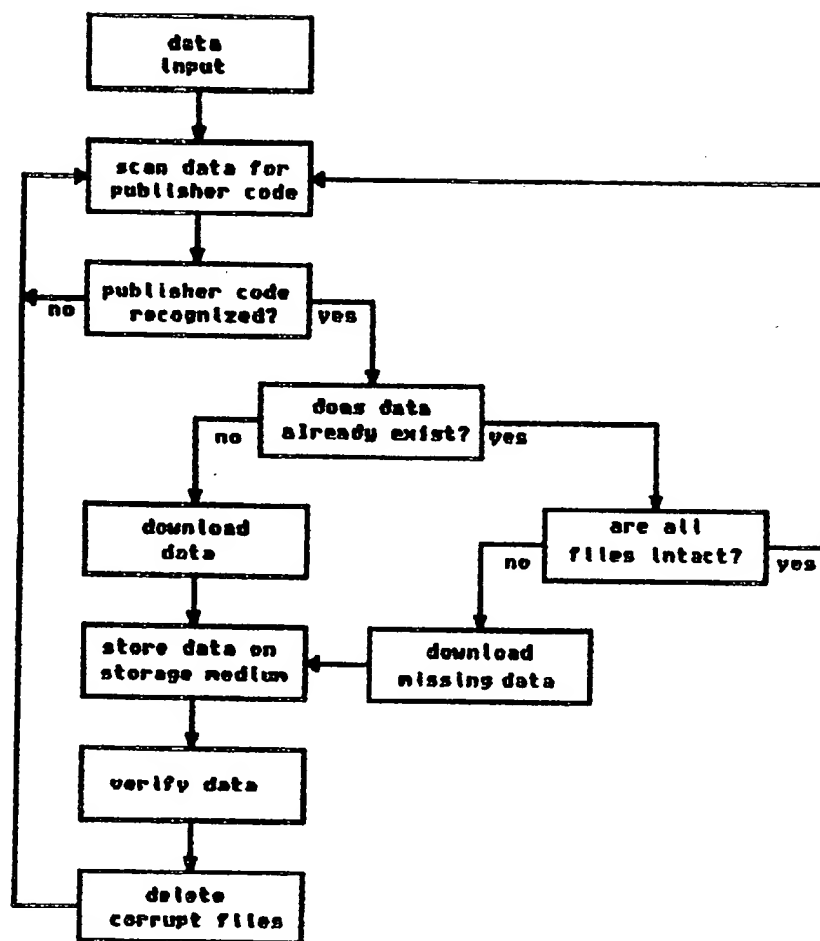 data
input
scan data for
publisher code
publisher code
recognized?
no
yes
does data
already exist?
no
yes
download
data
are all
files intact?
no
yes
store data on
storage medium
download
missing data
verify data
delete
corrupt files